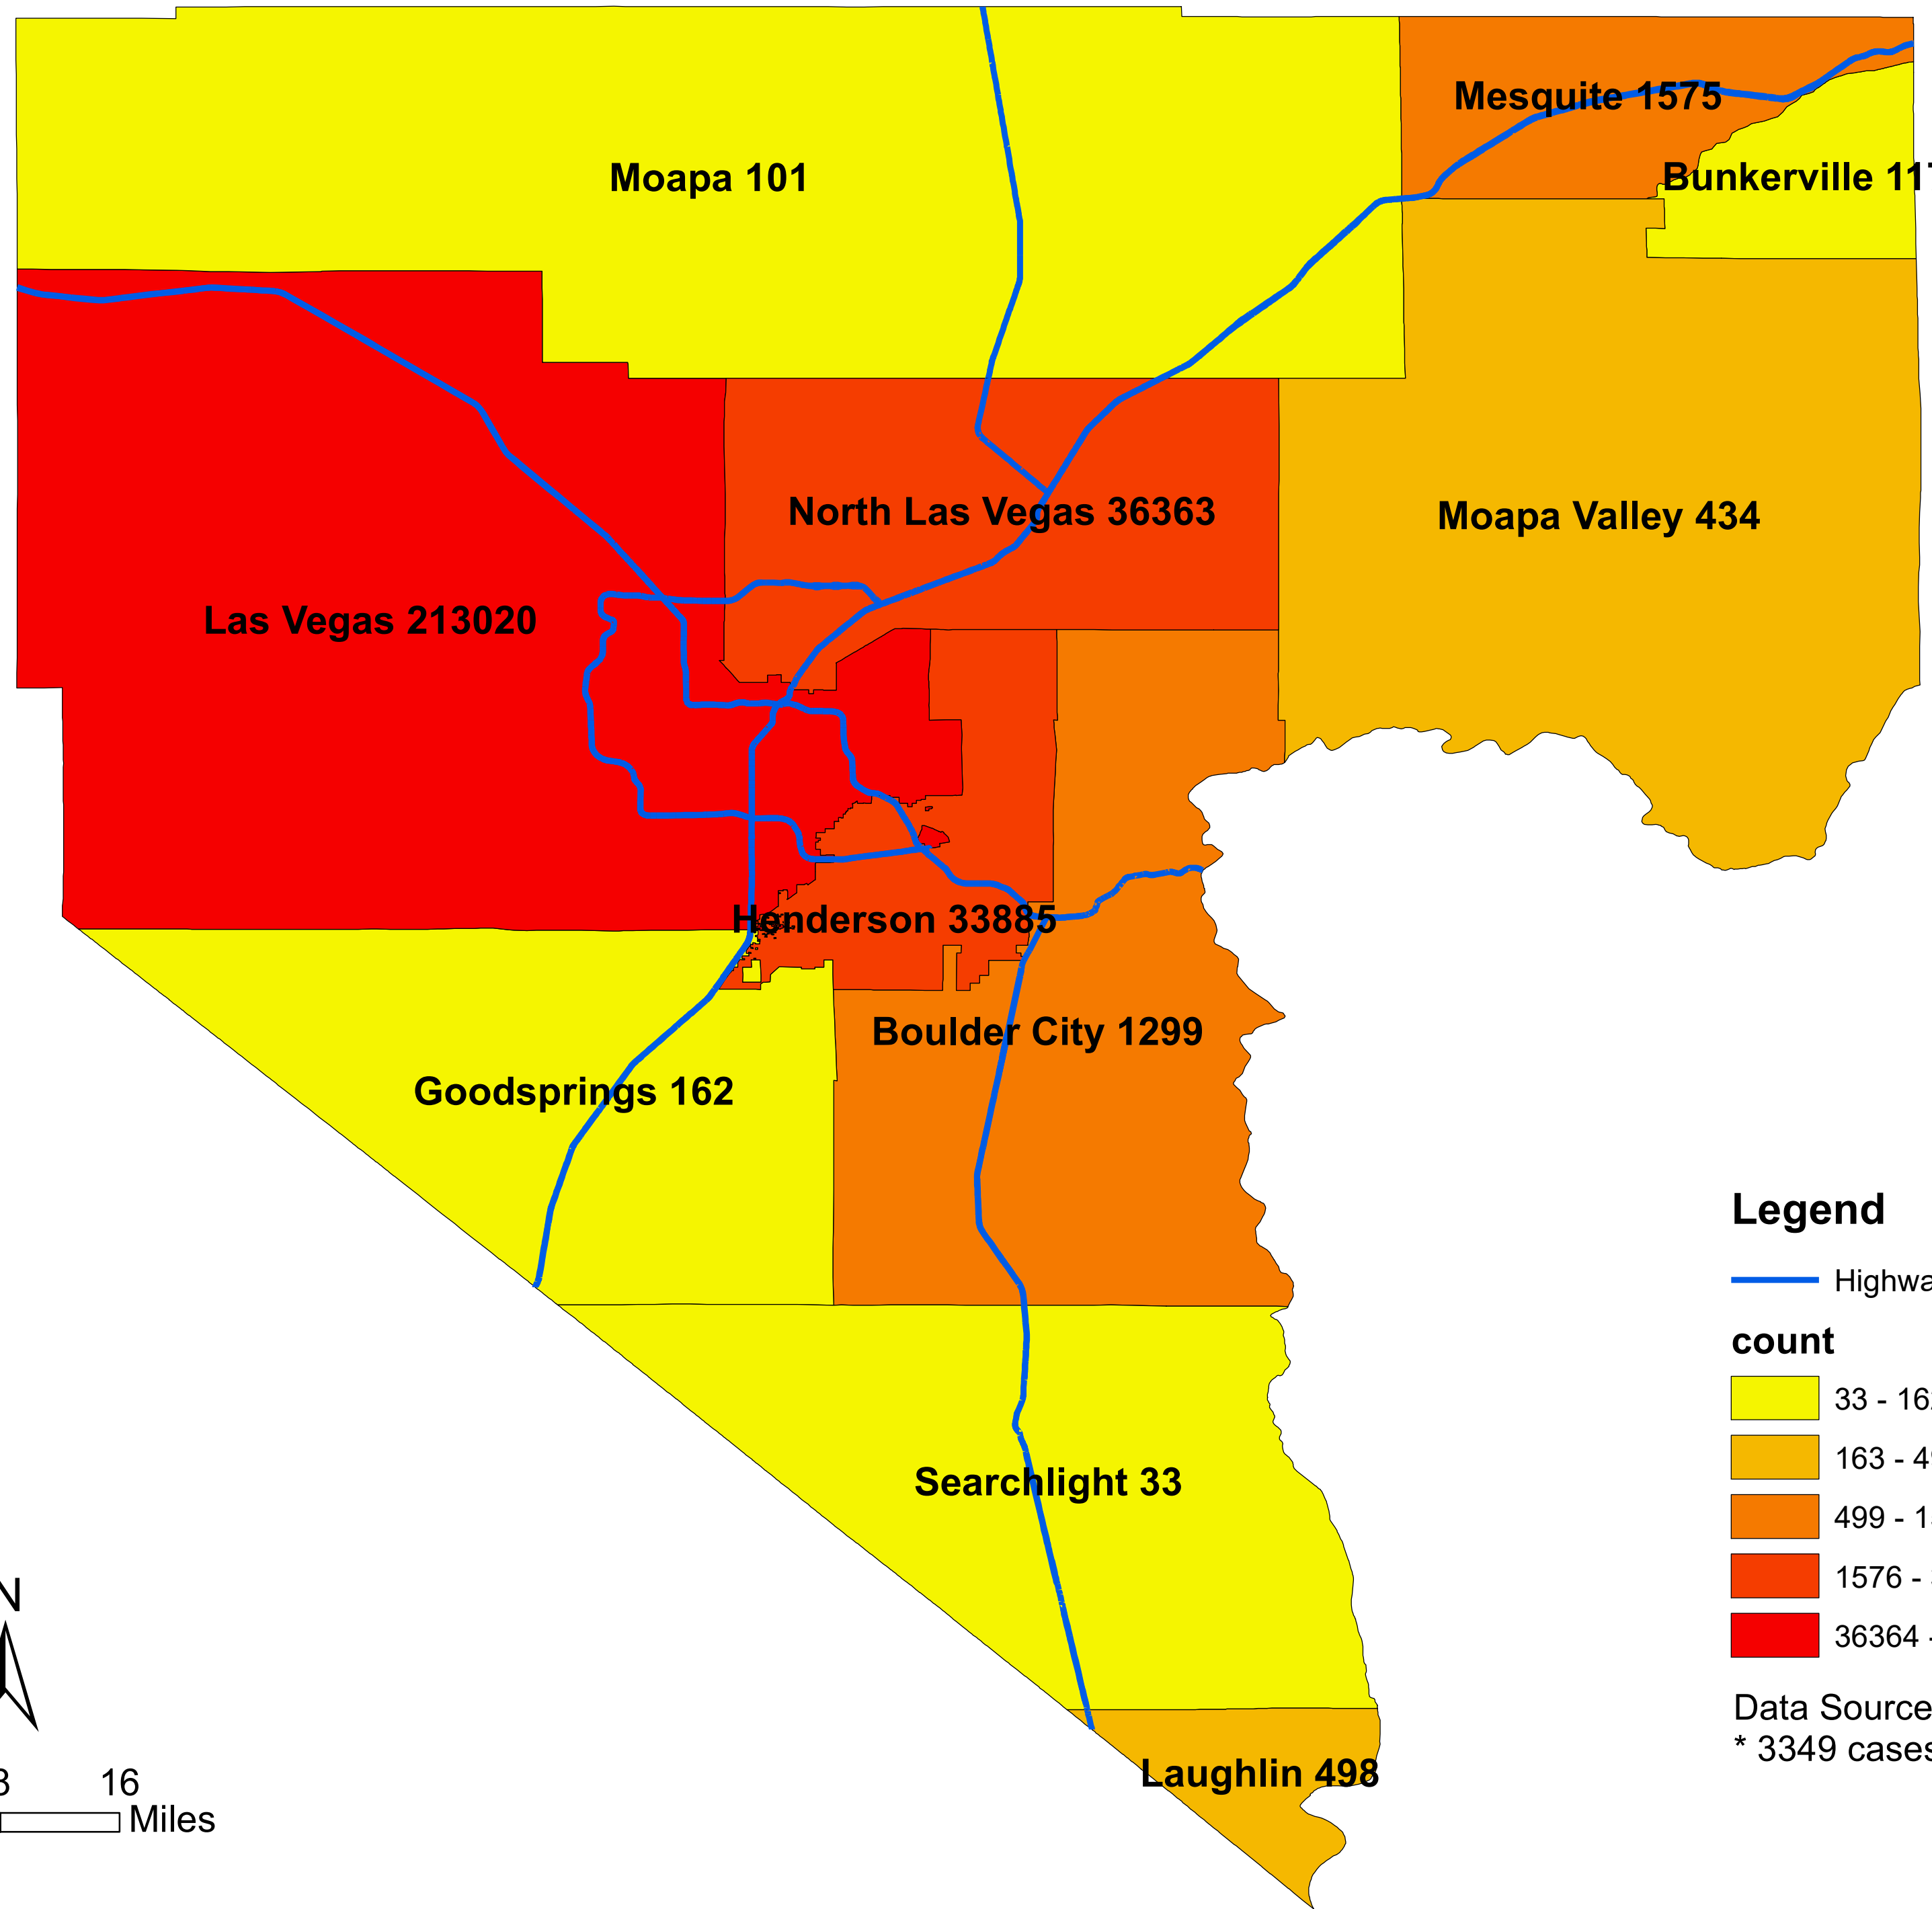 Mesquite 1575
Moapa 101
Bunkerville 117
North Las Vegas 36363
Moapa Valley 434
Las Vegas 213020
Henderson 33885
Boulder City 1299
Goodsprings 162
Searchlight 33
Laughlin 498
Legend
count
33 - 16
163 - 4
499 - 1
1576 -
36364 -
Data Source
* 3349 cases
N
16
Miles